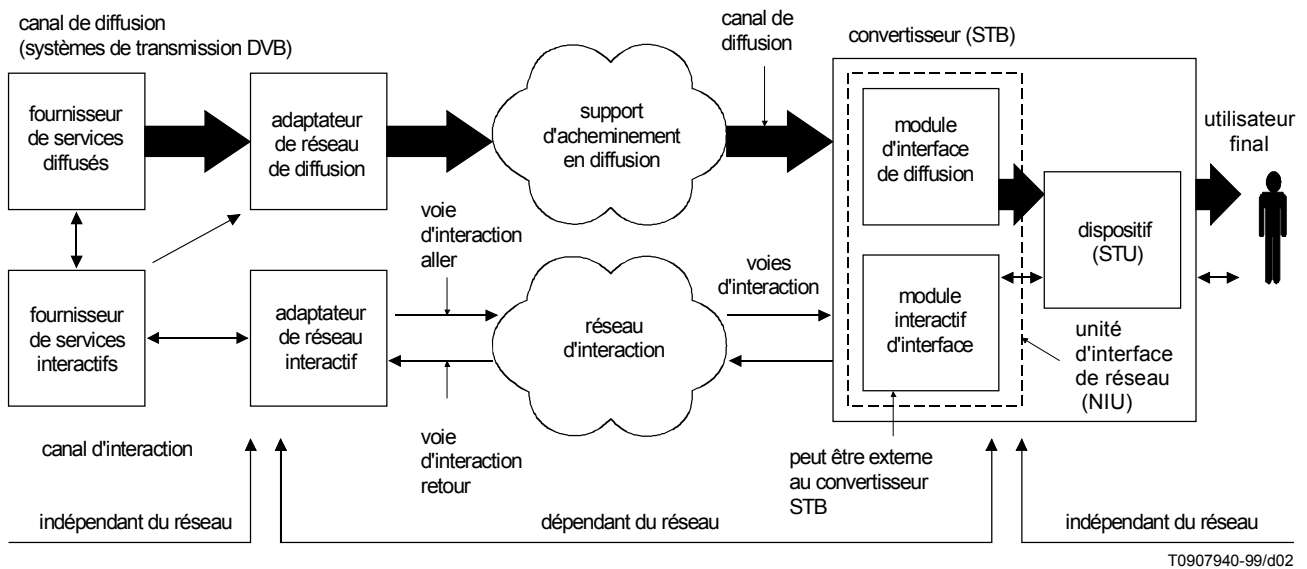 canal de diffusion
(systèmes de transmission DVB)
fournisseur
de services
diffusés
adaptateur
de réseau
de diffusion
support
d'acheminement
en diffusion
canal de
diffusion
convertisseur (STB)
module
d'interface
de diffusion
utilisateur
final
dispositif
(STU)
voie
d'interaction
aller
fournisseur
de services
interactifs
adaptateur
de réseau
interactif
réseau
d'interaction
voies
d'interaction
module
interactif
d'interface
unité
d'interface
de réseau
(NIU)
canal d'interaction
voie
d'interaction
retour
peut être externe
au convertisseur
STB
indépendant du réseau
dépendant du réseau
indépendant du réseau
T0907940-99/d02